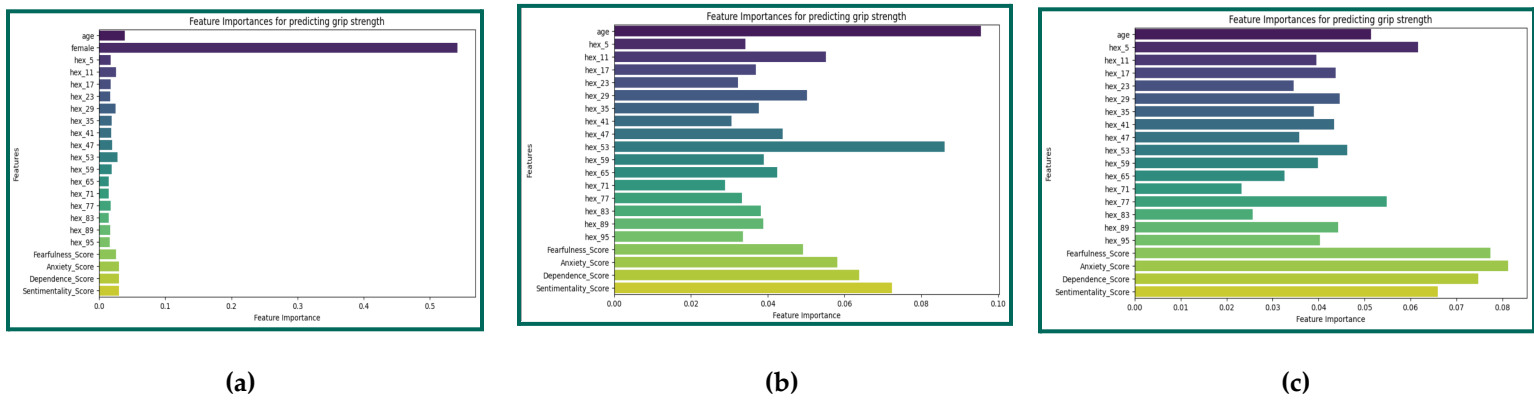 Feature Importances for predicting grip strength
age
female
hex_5
hex_11
hex_17
hex_23
hex_29
hex_35
hex_41
hex_47
hex_53
hex_59
hex_65
hex_71
hex_77
hex_83
hex_89
hex_95
Fearfulness_Score
Anxiety_Score
Dependence_Score
Sentimentality_Score
Features
0.0 0.1 0.2 0.3 0.4 0.5
Feature Importance
(a)
Feature Importances for predicting grip strength
age
hex_5
hex_11
hex_17
hex_23
hex_29
hex_35
hex_41
hex_47
hex_53
hex_59
hex_65
hex_71
hex_77
hex_83
hex_89
hex_95
Fearfulness_Score
Anxiety_Score
Dependence_Score
Sentimentality_Score
Features
0.00 0.02 0.04 0.06 0.08 0.10
Feature Importance
(b)
Feature Importances for predicting grip strength
age
hex_5
hex_11
hex_17
hex_23
hex_29
hex_35
hex_41
hex_47
hex_53
hex_59
hex_65
hex_71
hex_77
hex_83
hex_89
hex_95
Fearfulness_Score
Anxiety_Score
Dependence_Score
Sentimentality_Score
Features
0.00 0.01 0.02 0.03 0.04 0.05 0.06 0.07 0.08
Feature Importance
(c)